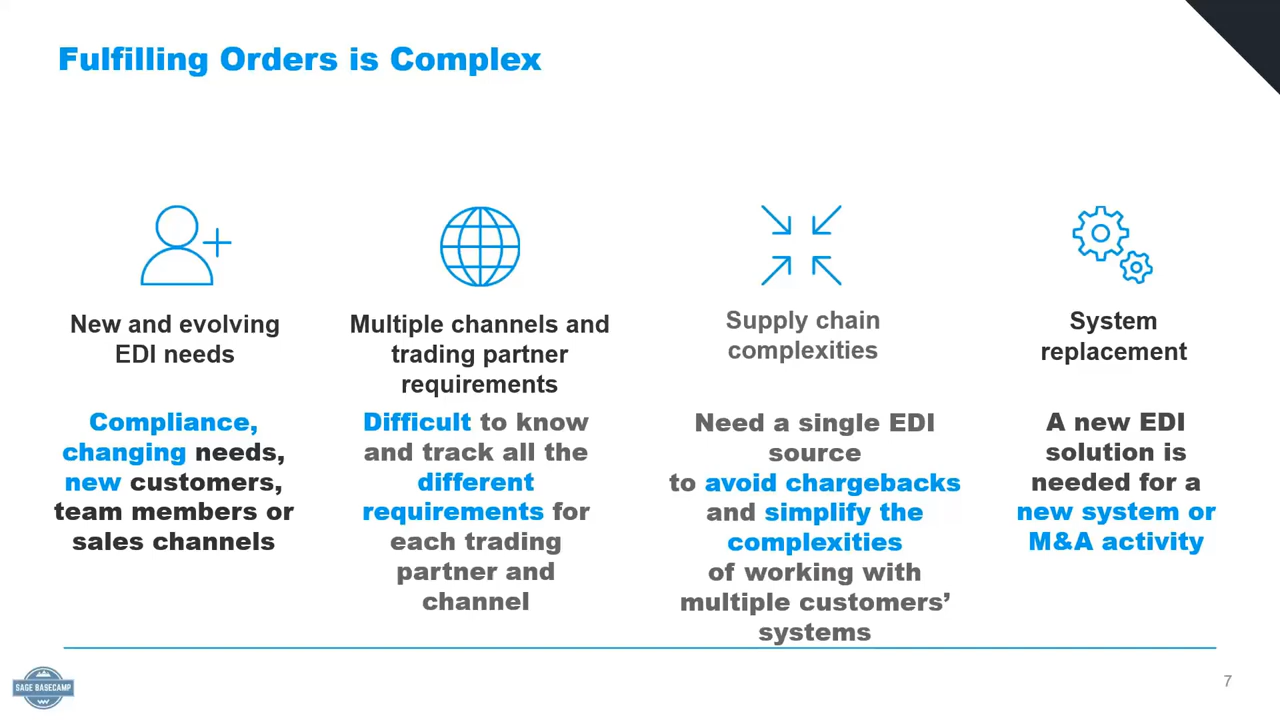 Fulfilling Orders is Complex
New and evolving
EDI needs
Compliance,
changing needs,
new customers,
team members or
sales channels
Multiple channels and
trading partner
requirements
Difficult to know
and track all the
different
requirements for
each trading
partner and
channel
Supply chain
complexities
Need a single EDI
source
to avoid chargebacks
and simplify the
complexities
of working with
multiple customers’
systems
System
replacement
A new EDI
solution is
needed for a
new system or
M&A activity
SAGE BASECAMP
7